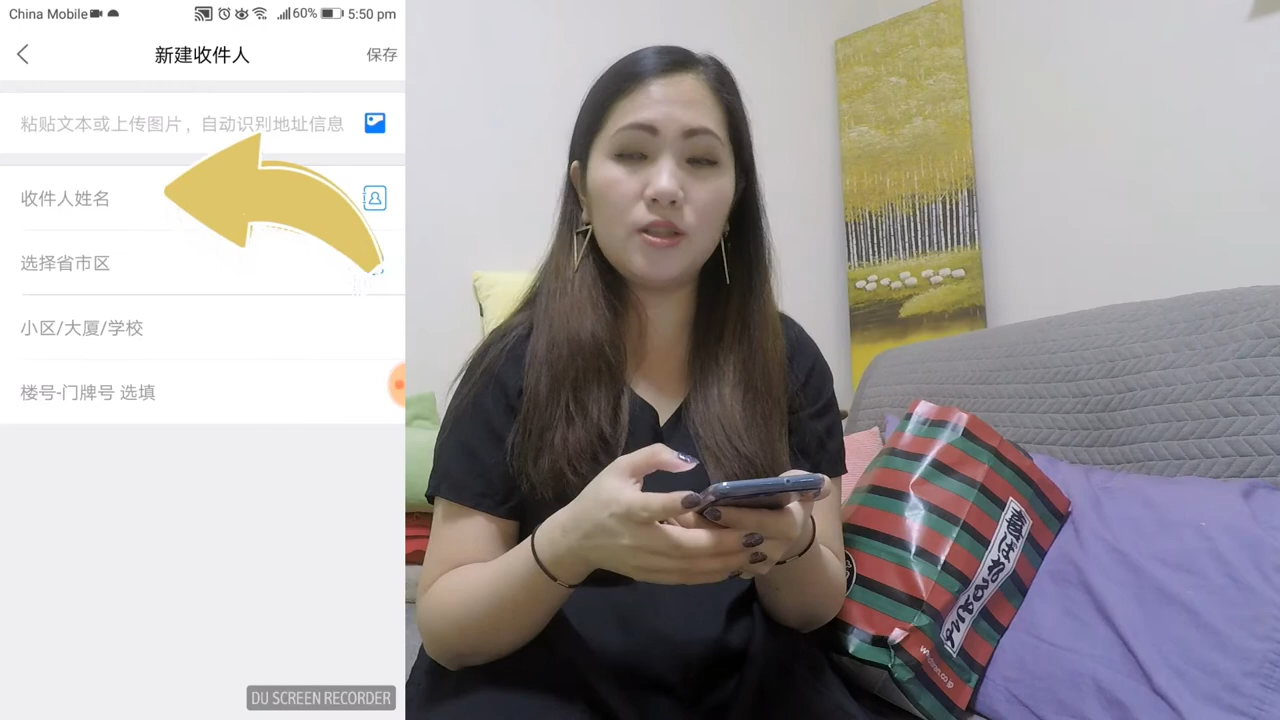 China Mobile 60% 5:50 pm
新建收件人 保存
粘贴文本或上传图片，自动识别地址信息
收件人姓名
选择省市区
小区/大厦/学校
楼号-门牌号 选填
DU SCREEN RECORDER